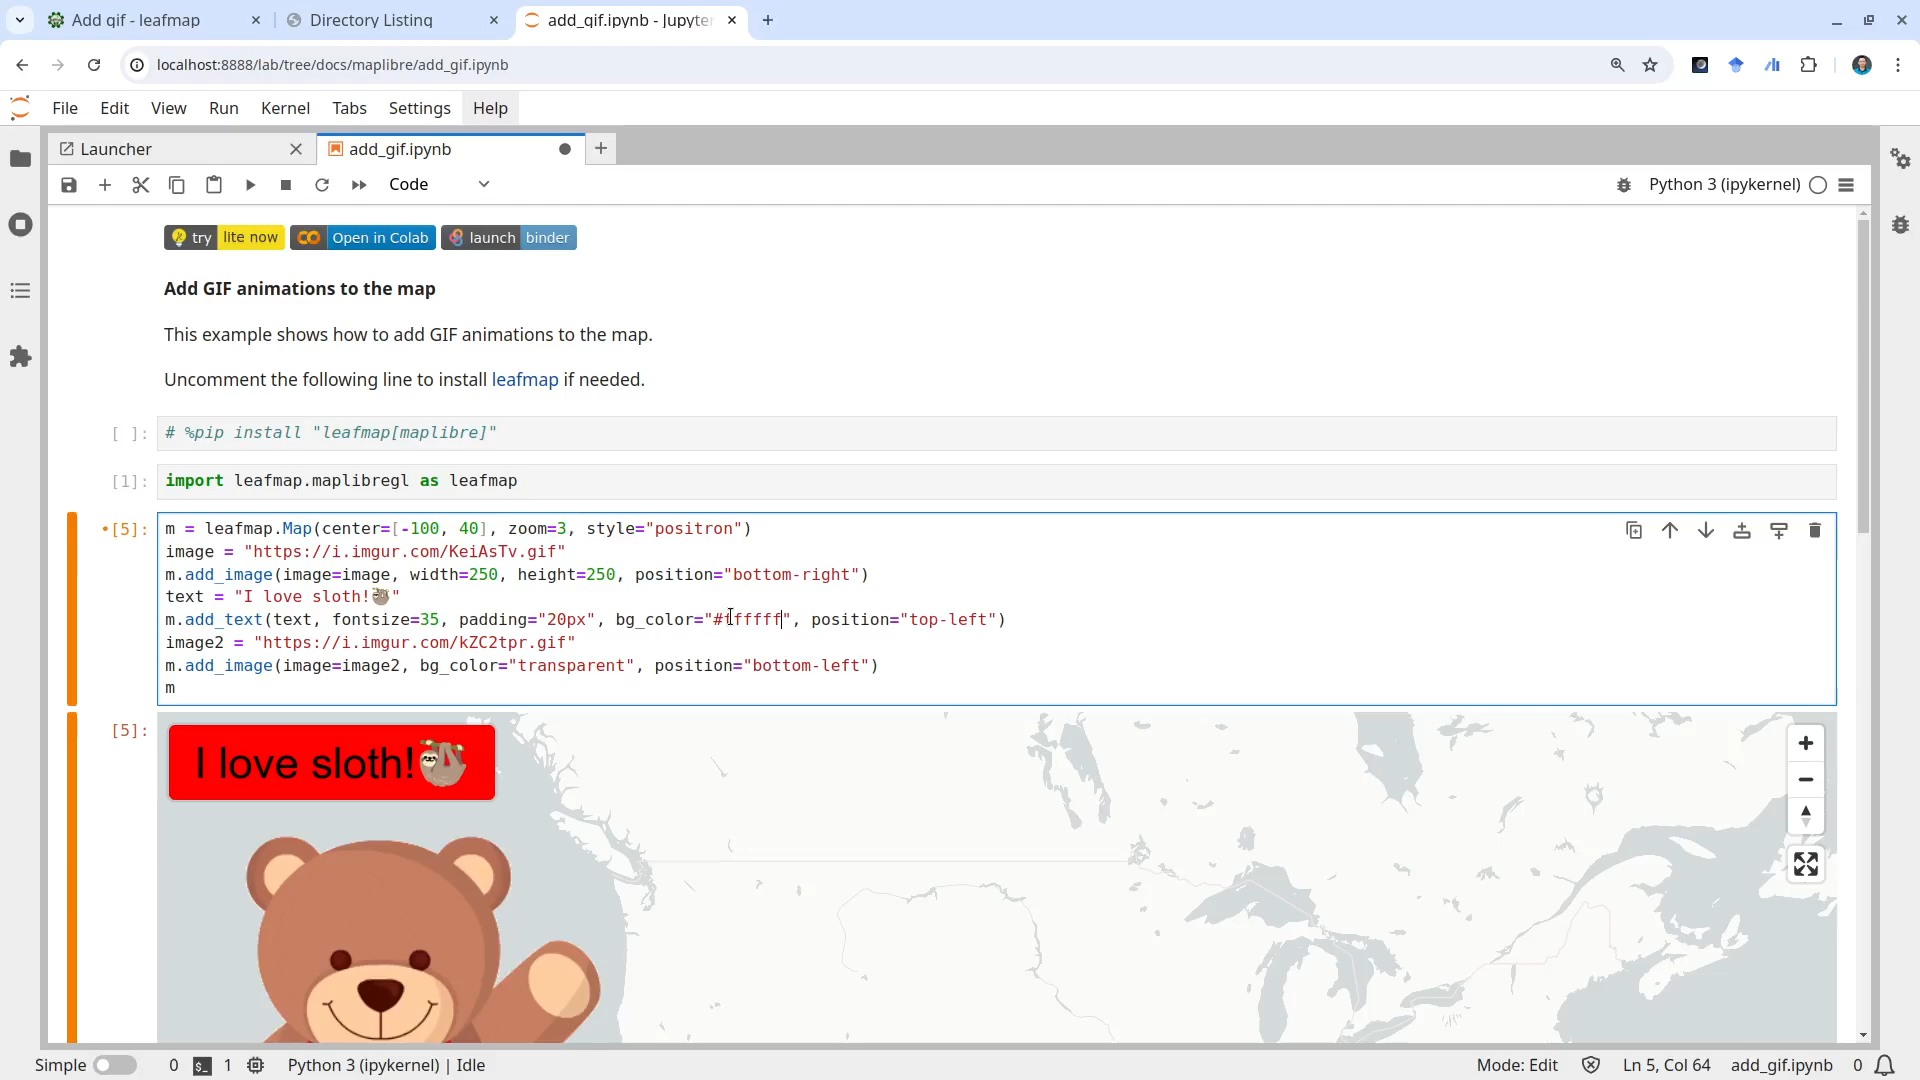 Add gif - leafmap
Directory Listing
add_gif.ipynb - Jupyter
localhost:8888/lab/tree/docs/maplibre/add_gif.ipynb
File Edit View Run Kernel Tabs Settings Help
Launcher
add_gif.ipynb
Code
Python 3 (ipykernel)
try lite now
Open in Colab
launch binder
Add GIF animations to the map
This example shows how to add GIF animations to the map.
Uncomment the following line to install leafmap if needed.
[ ]: # %pip install "leafmap[maplibre]"
[1]: import leafmap.maplibregl as leafmap
•[5]: m = leafmap.Map(center=[-100, 40], zoom=3, style="positron")
image = "https://i.imgur.com/KeiAsTv.gif"
m.add_image(image=image, width=250, height=250, position="bottom-right")
text = "I love sloth!🦥"
m.add_text(text, fontsize=35, padding="20px", bg_color="#ffffff", position="top-left")
image2 = "https://i.imgur.com/kZC2tpr.gif"
m.add_image(image=image2, bg_color="transparent", position="bottom-left")
m
[5]:
I love sloth!🦥
Simple 0 1 Python 3 (ipykernel) | Idle Mode: Edit Ln 5, Col 64 add_gif.ipynb 0